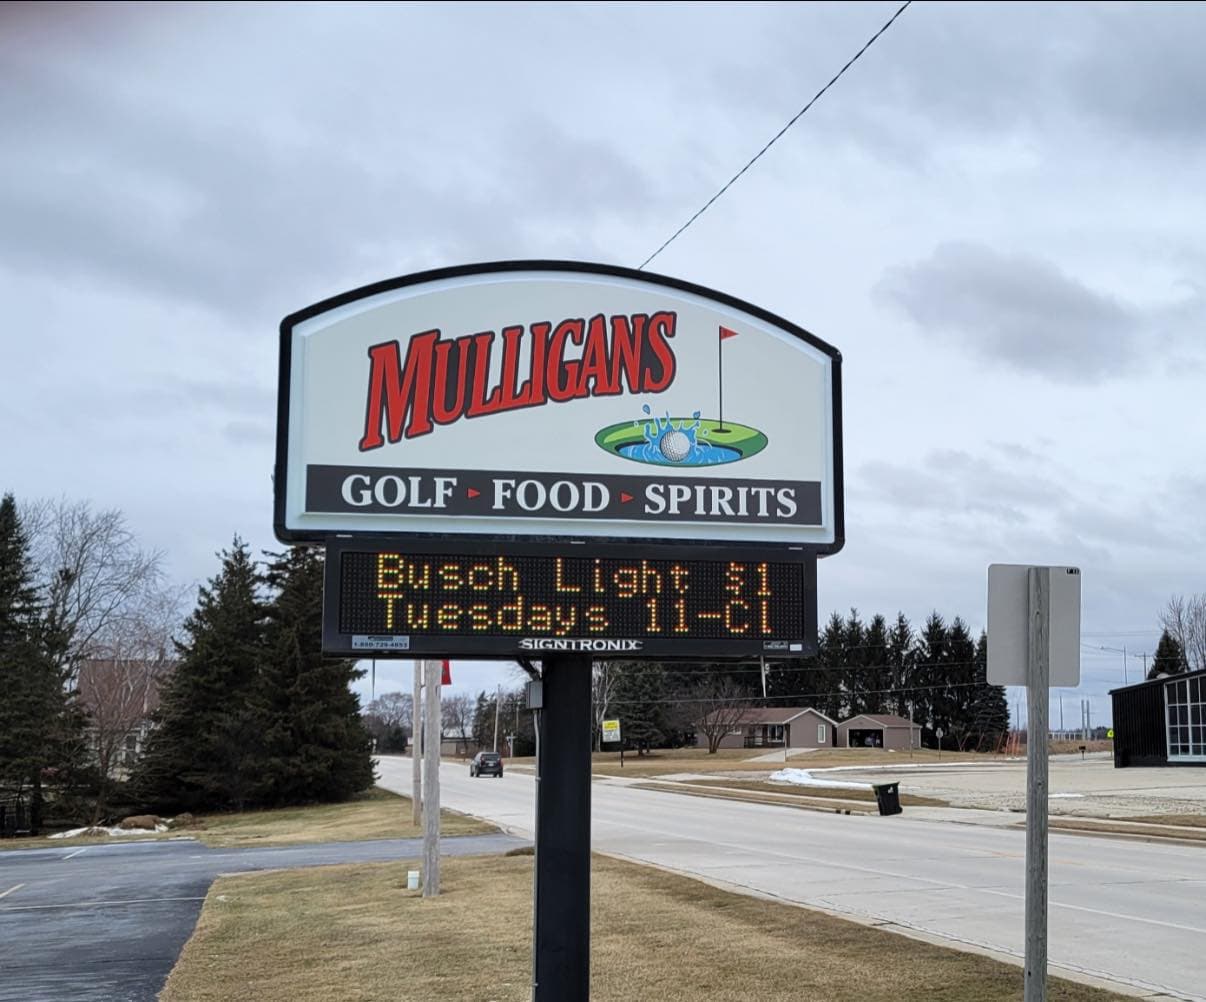 MULLIGANS
GOLF FOOD SPIRITS
Busch Light $1
Tuesdays 11-Cl
SIGNTRONIX